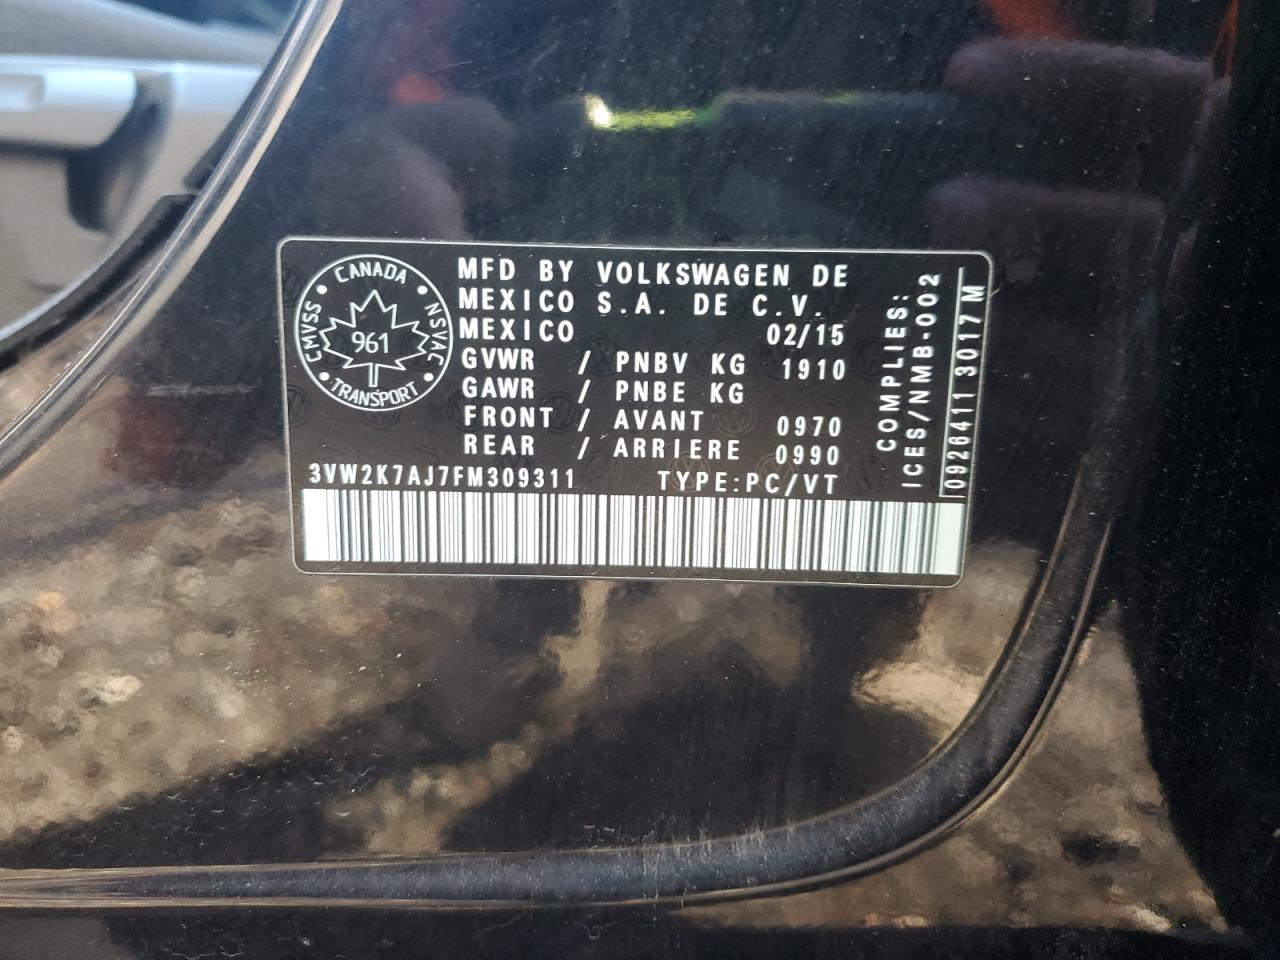 CANADA
CMVSS • NSVAC
961
TRANSPORT
MFD BY VOLKSWAGEN DE
MEXICO S.A. DE C.V.
MEXICO 02/15
GVWR / PNBV KG 1910
GAWR / PNBE KG
FRONT / AVANT 0970
REAR / ARRIERE 0990
3VW2K7AJ7FM309311 TYPE:PC/VT
COMPLIES:
ICES/NMB-002
0926411 3017 M